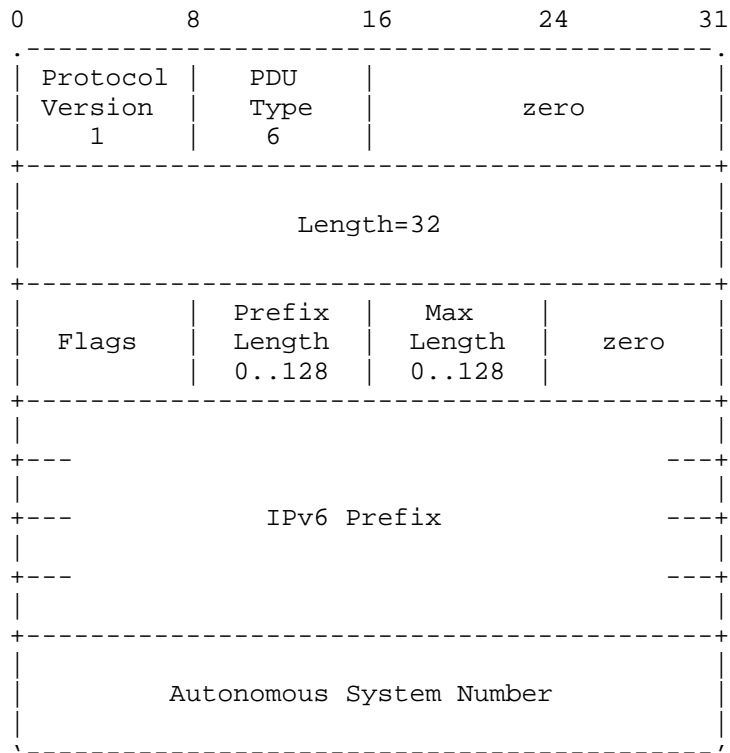 0 8 16 24 31
Protocol PDU
Version Type zero
1 6
Length=32
Prefix Max
Flags Length Length zero
0..128 0..128
IPv6 Prefix
Autonomous System Number